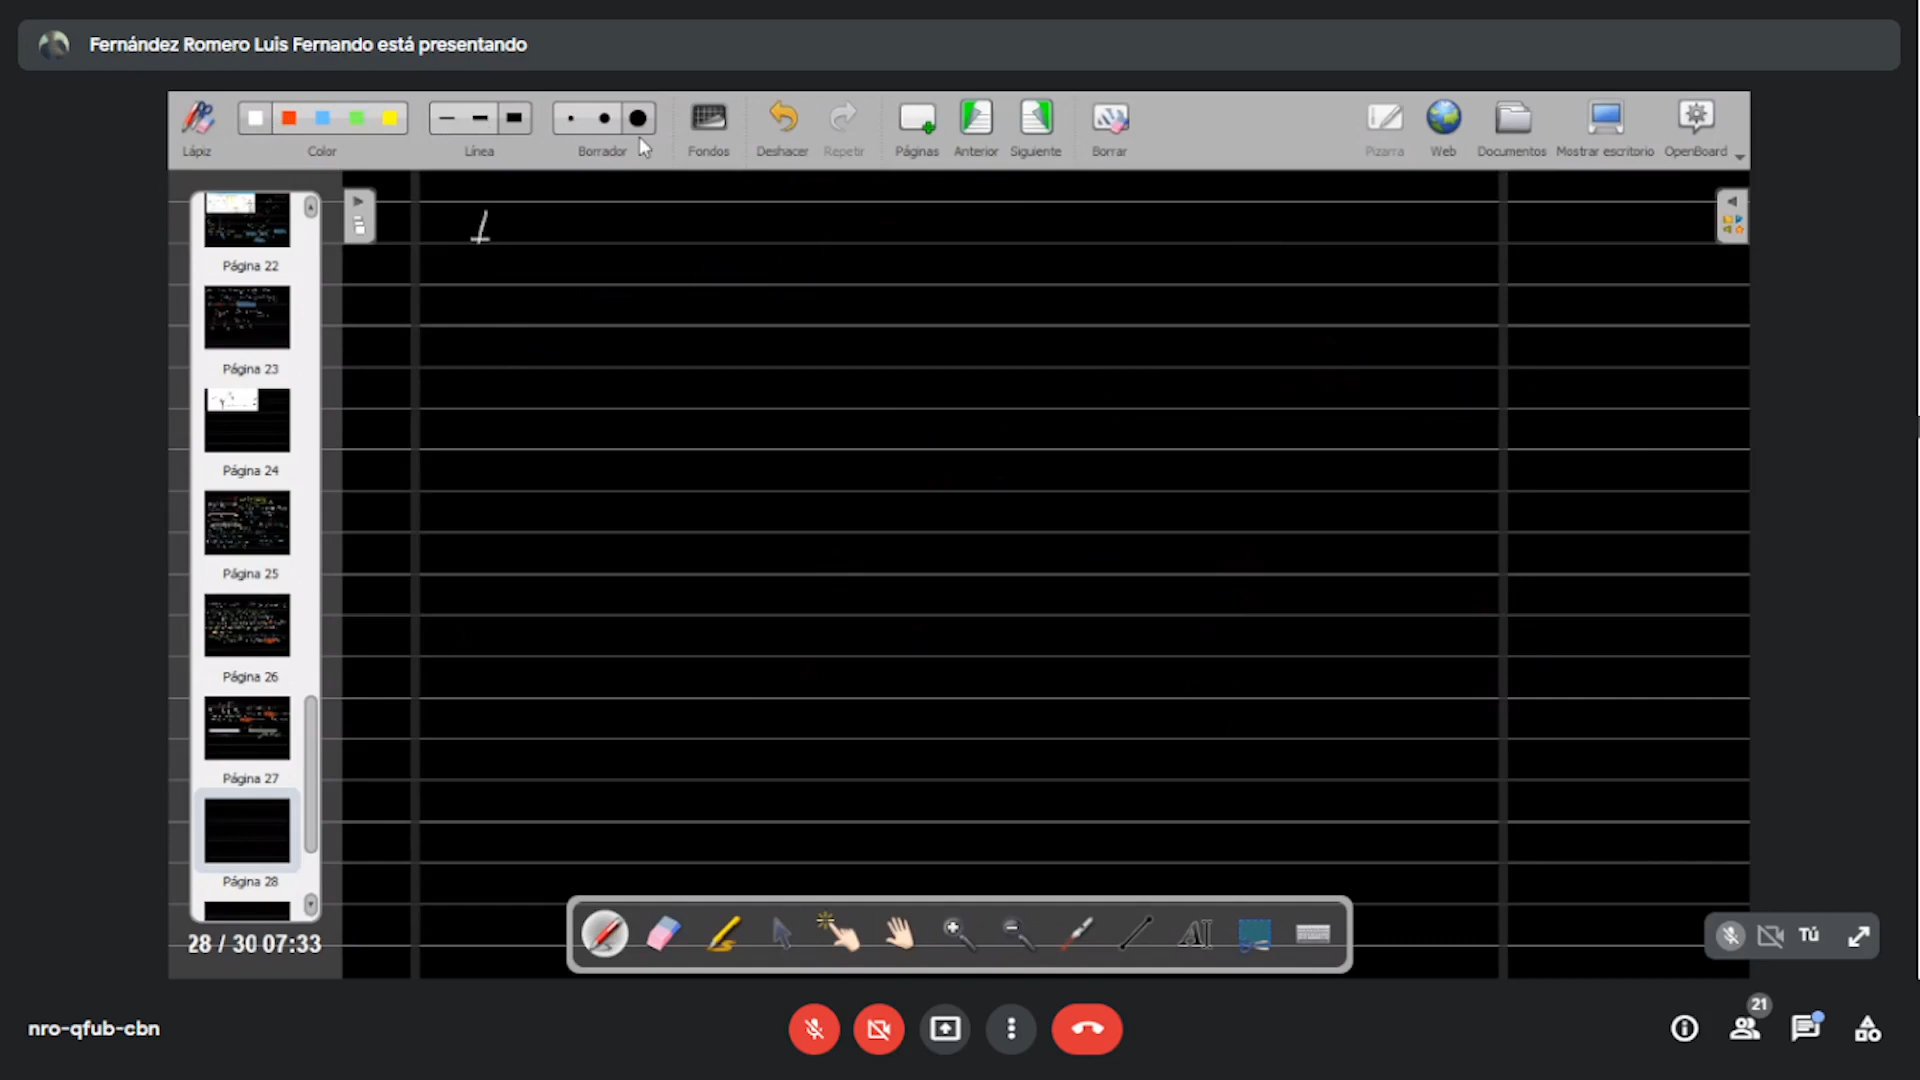 Fernández Romero Luis Fernando está presentando
Lápiz
Color
Línea
Borrador
Fondos
Deshacer
Repetir
Páginas
Anterior
Siguiente
Borrar
Pizarra
Web
Documentos
Mostrar escritorio
OpenBoard
1
Página 22
Página 23
Página 24
Página 25
Página 26
Página 27
Página 28
28 / 30 07:33
AI
Tú
nro-qfub-cbn
21